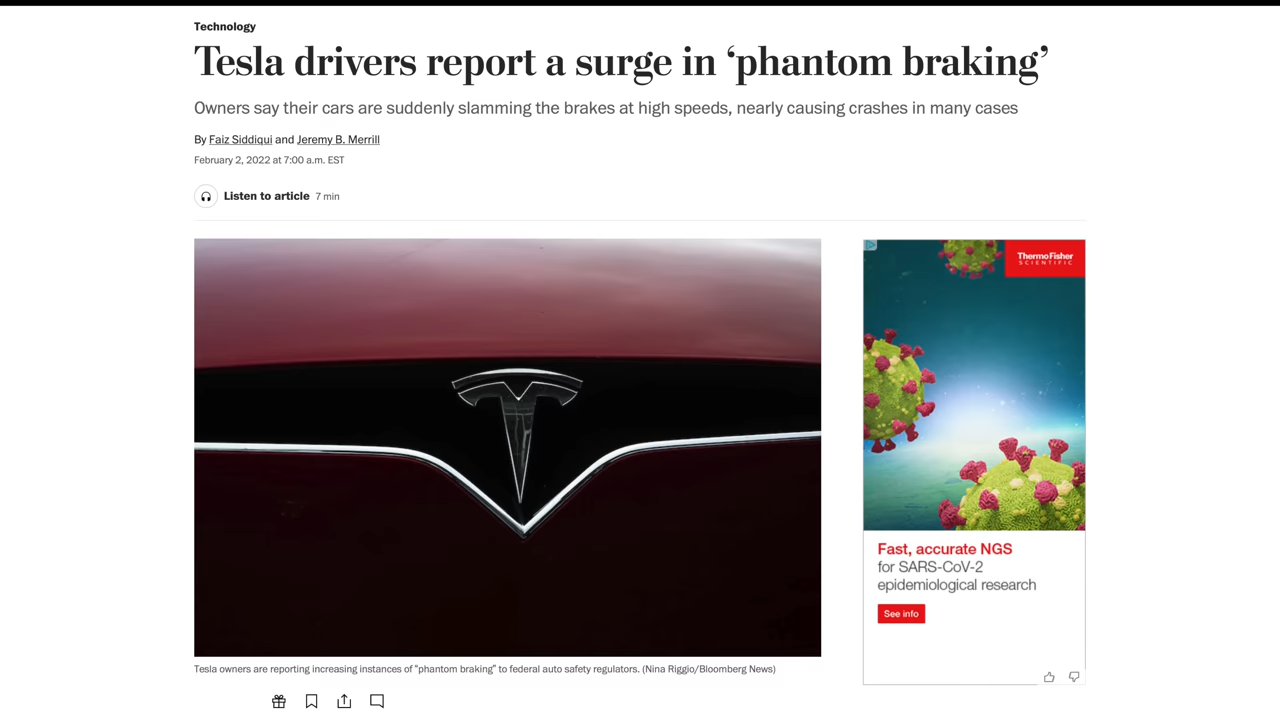 Technology
Tesla drivers report a surge in ‘phantom braking’
Owners say their cars are suddenly slamming the brakes at high speeds, nearly causing crashes in many cases
By Faiz Siddiqui and Jeremy B. Merrill
February 2, 2022 at 7:00 a.m. EST
Listen to article 7 min
ThermoFisher
SCIENTIFIC
Fast, accurate NGS
for SARS-CoV-2
epidemiological research
See info
Tesla owners are reporting increasing instances of "phantom braking" to federal auto safety regulators. (Nina Riggio/Bloomberg News)